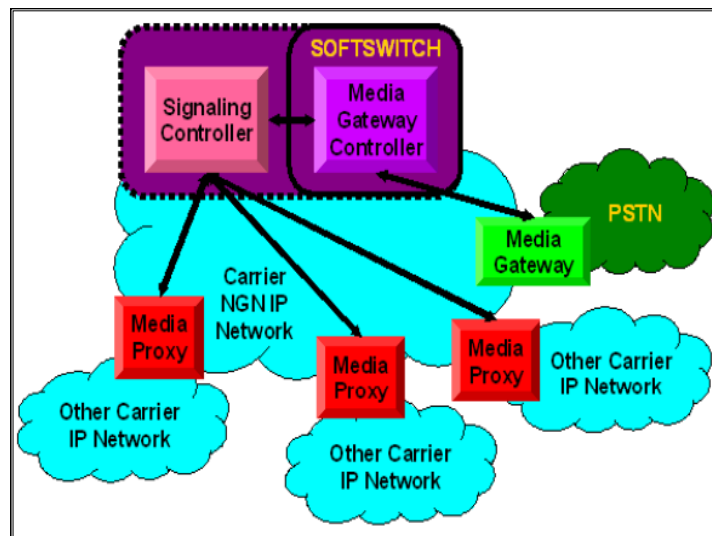 SOFTSWITCH
Signaling
Controller
Media
Gateway
Controller
PSTN
Media
Gateway
Carrier
NGN IP
Network
Media
Proxy
Media
Proxy
Media
Proxy
Other Carrier
IP Network
Other Carrier
IP Network
Other Carrier
IP Network